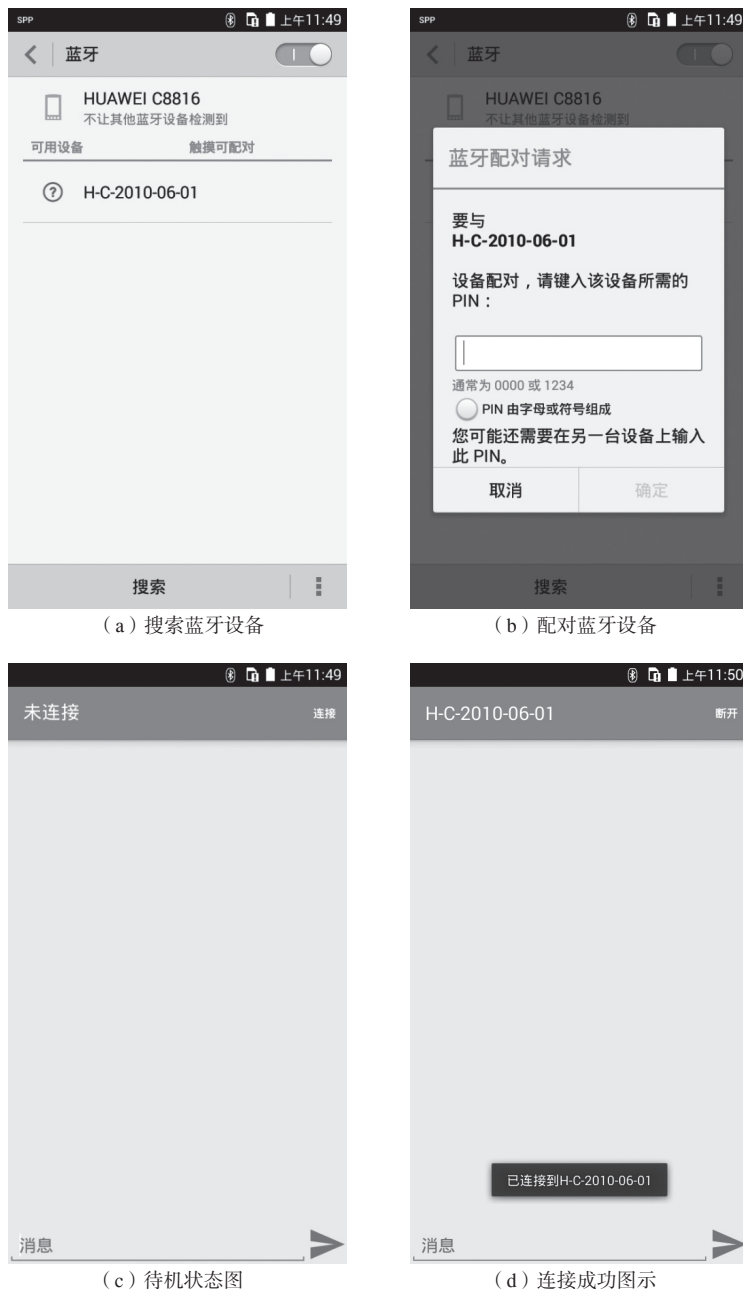 SPP 上午11:49
蓝牙
HUAWEI C8816
不让其他蓝牙设备检测到
可用设备 触摸可配对
H-C-2010-06-01
搜索
（a）搜索蓝牙设备
SPP 上午11:49
蓝牙
HUAWEI C8816
不让其他蓝牙设备检测到
蓝牙配对请求
要与
H-C-2010-06-01
设备配对，请键入该设备所需的
PIN：
通常为 0000 或 1234
PIN 由字母或符号组成
您可能还需要在另一台设备上输入
此 PIN。
取消 确定
搜索
（b）配对蓝牙设备
上午11:49
未连接 连接
消息
（c）待机状态图
上午11:50
H-C-2010-06-01 断开
已连接到H-C-2010-06-01
消息
（d）连接成功图示